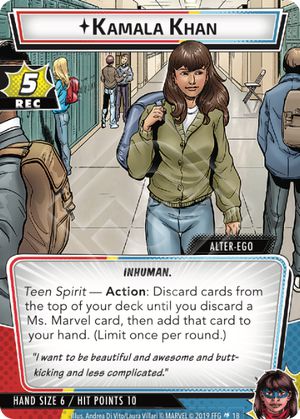 ✦Kamala Khan
5
REC
ALTER-EGO
INHUMAN.
Teen Spirit — Action: Discard cards from
the top of your deck until you discard a
Ms. Marvel card, then add that card to
your hand. (Limit once per round.)
"I want to be beautiful and awesome and butt-
kicking and less complicated."
HAND SIZE 6 / HIT POINTS 10
Illus. Andrea Di Vito/Laura Villari © MARVEL © 2019 FFG 1B